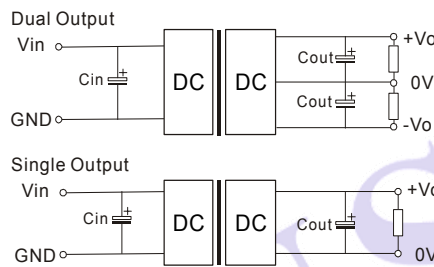 Dual Output
Vin
+Vo
Cin
+
DC
DC
Cout
+
0V
Cout
+
GND
-Vo
Single Output
Vin
+Vo
Cin
+
DC
DC
Cout
+
GND
0V